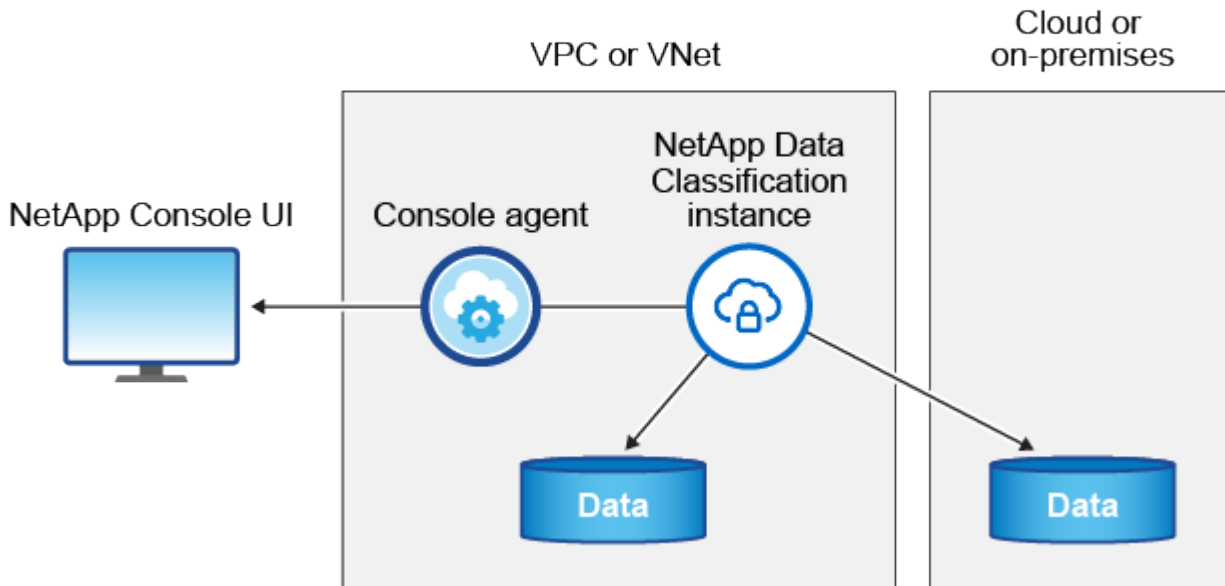 VPC or VNet
Cloud or
on-premises
NetApp Console UI
Console agent
NetApp Data
Classification
instance
Data
Data